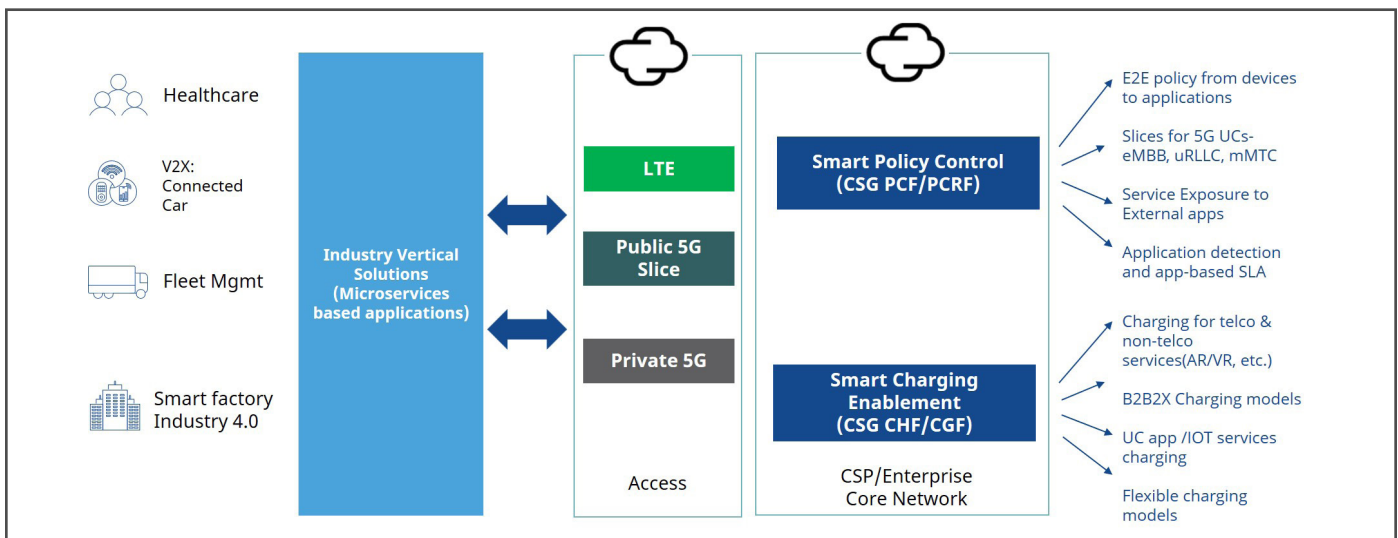 Healthcare
V2X:
Connected
Car
Fleet Mgmt
Smart factory
Industry 4.0
Industry Vertical
Solutions
(Microservices
based applications)
LTE
Public 5G
Slice
Private 5G
Access
Smart Policy Control
(CSG PCF/PCRF)
Smart Charging
Enablement
(CSG CHF/CGF)
CSP/Enterprise
Core Network
E2E policy from devices
to applications
Slices for 5G UCs-
eMBB, uRLLC, mMTC
Service Exposure to
External apps
Application detection
and app-based SLA
Charging for telco &
non-telco
services(AR/VR, etc.)
B2B2X Charging models
UC app /IOT services
charging
Flexible charging
models